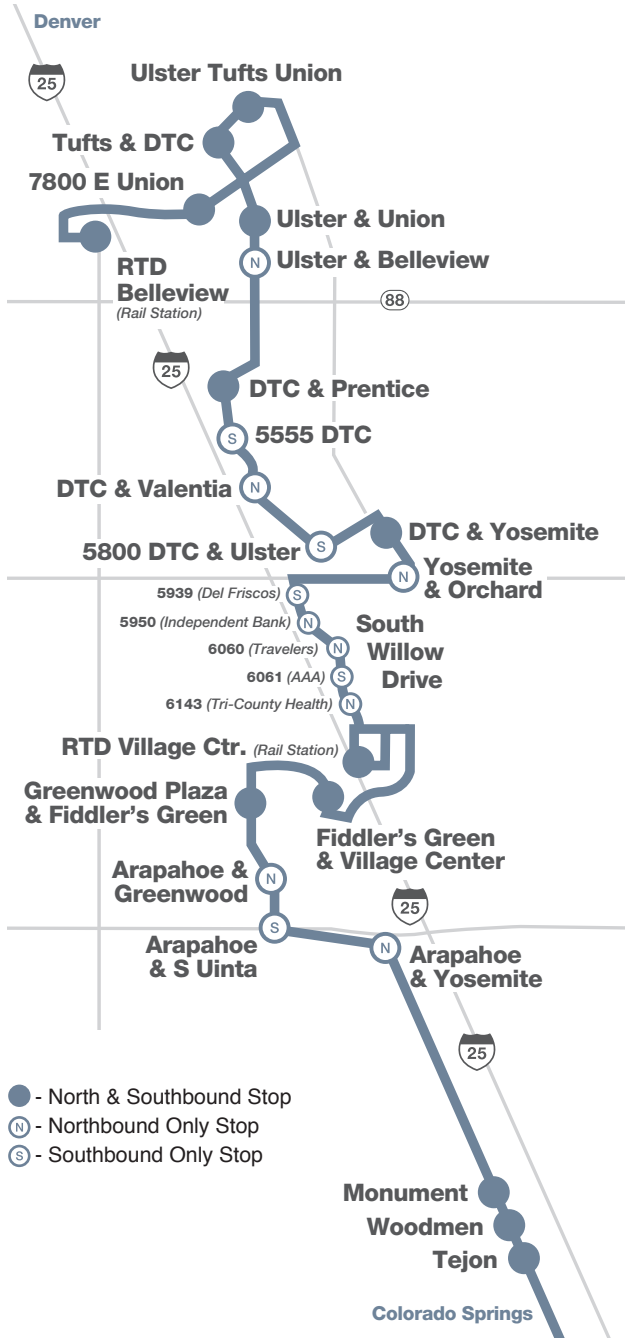 Denver
25
Ulster Tufts Union
Tufts & DTC
7800 E Union
Ulster & Union
N Ulster & Belleview
RTD
Belleview
(Rail Station)
88
25
DTC & Prentice
S 5555 DTC
DTC & Valentia N
DTC & Yosemite
5800 DTC & Ulster S
N Yosemite
& Orchard
5939 (Del Friscos) S
5950 (Independent Bank) N
South
Willow
Drive
6060 (Travelers) N
6061 (AAA) S
6143 (Tri-County Health) N
RTD Village Ctr. (Rail Station)
Greenwood Plaza
& Fiddler's Green
Fiddler's Green
& Village Center
Arapahoe &
Greenwood
N
25
S
Arapahoe
& S Uinta
N
Arapahoe
& Yosemite
25
- North & Southbound Stop
N - Northbound Only Stop
S - Southbound Only Stop
Monument
Woodmen
Tejon
Colorado Springs